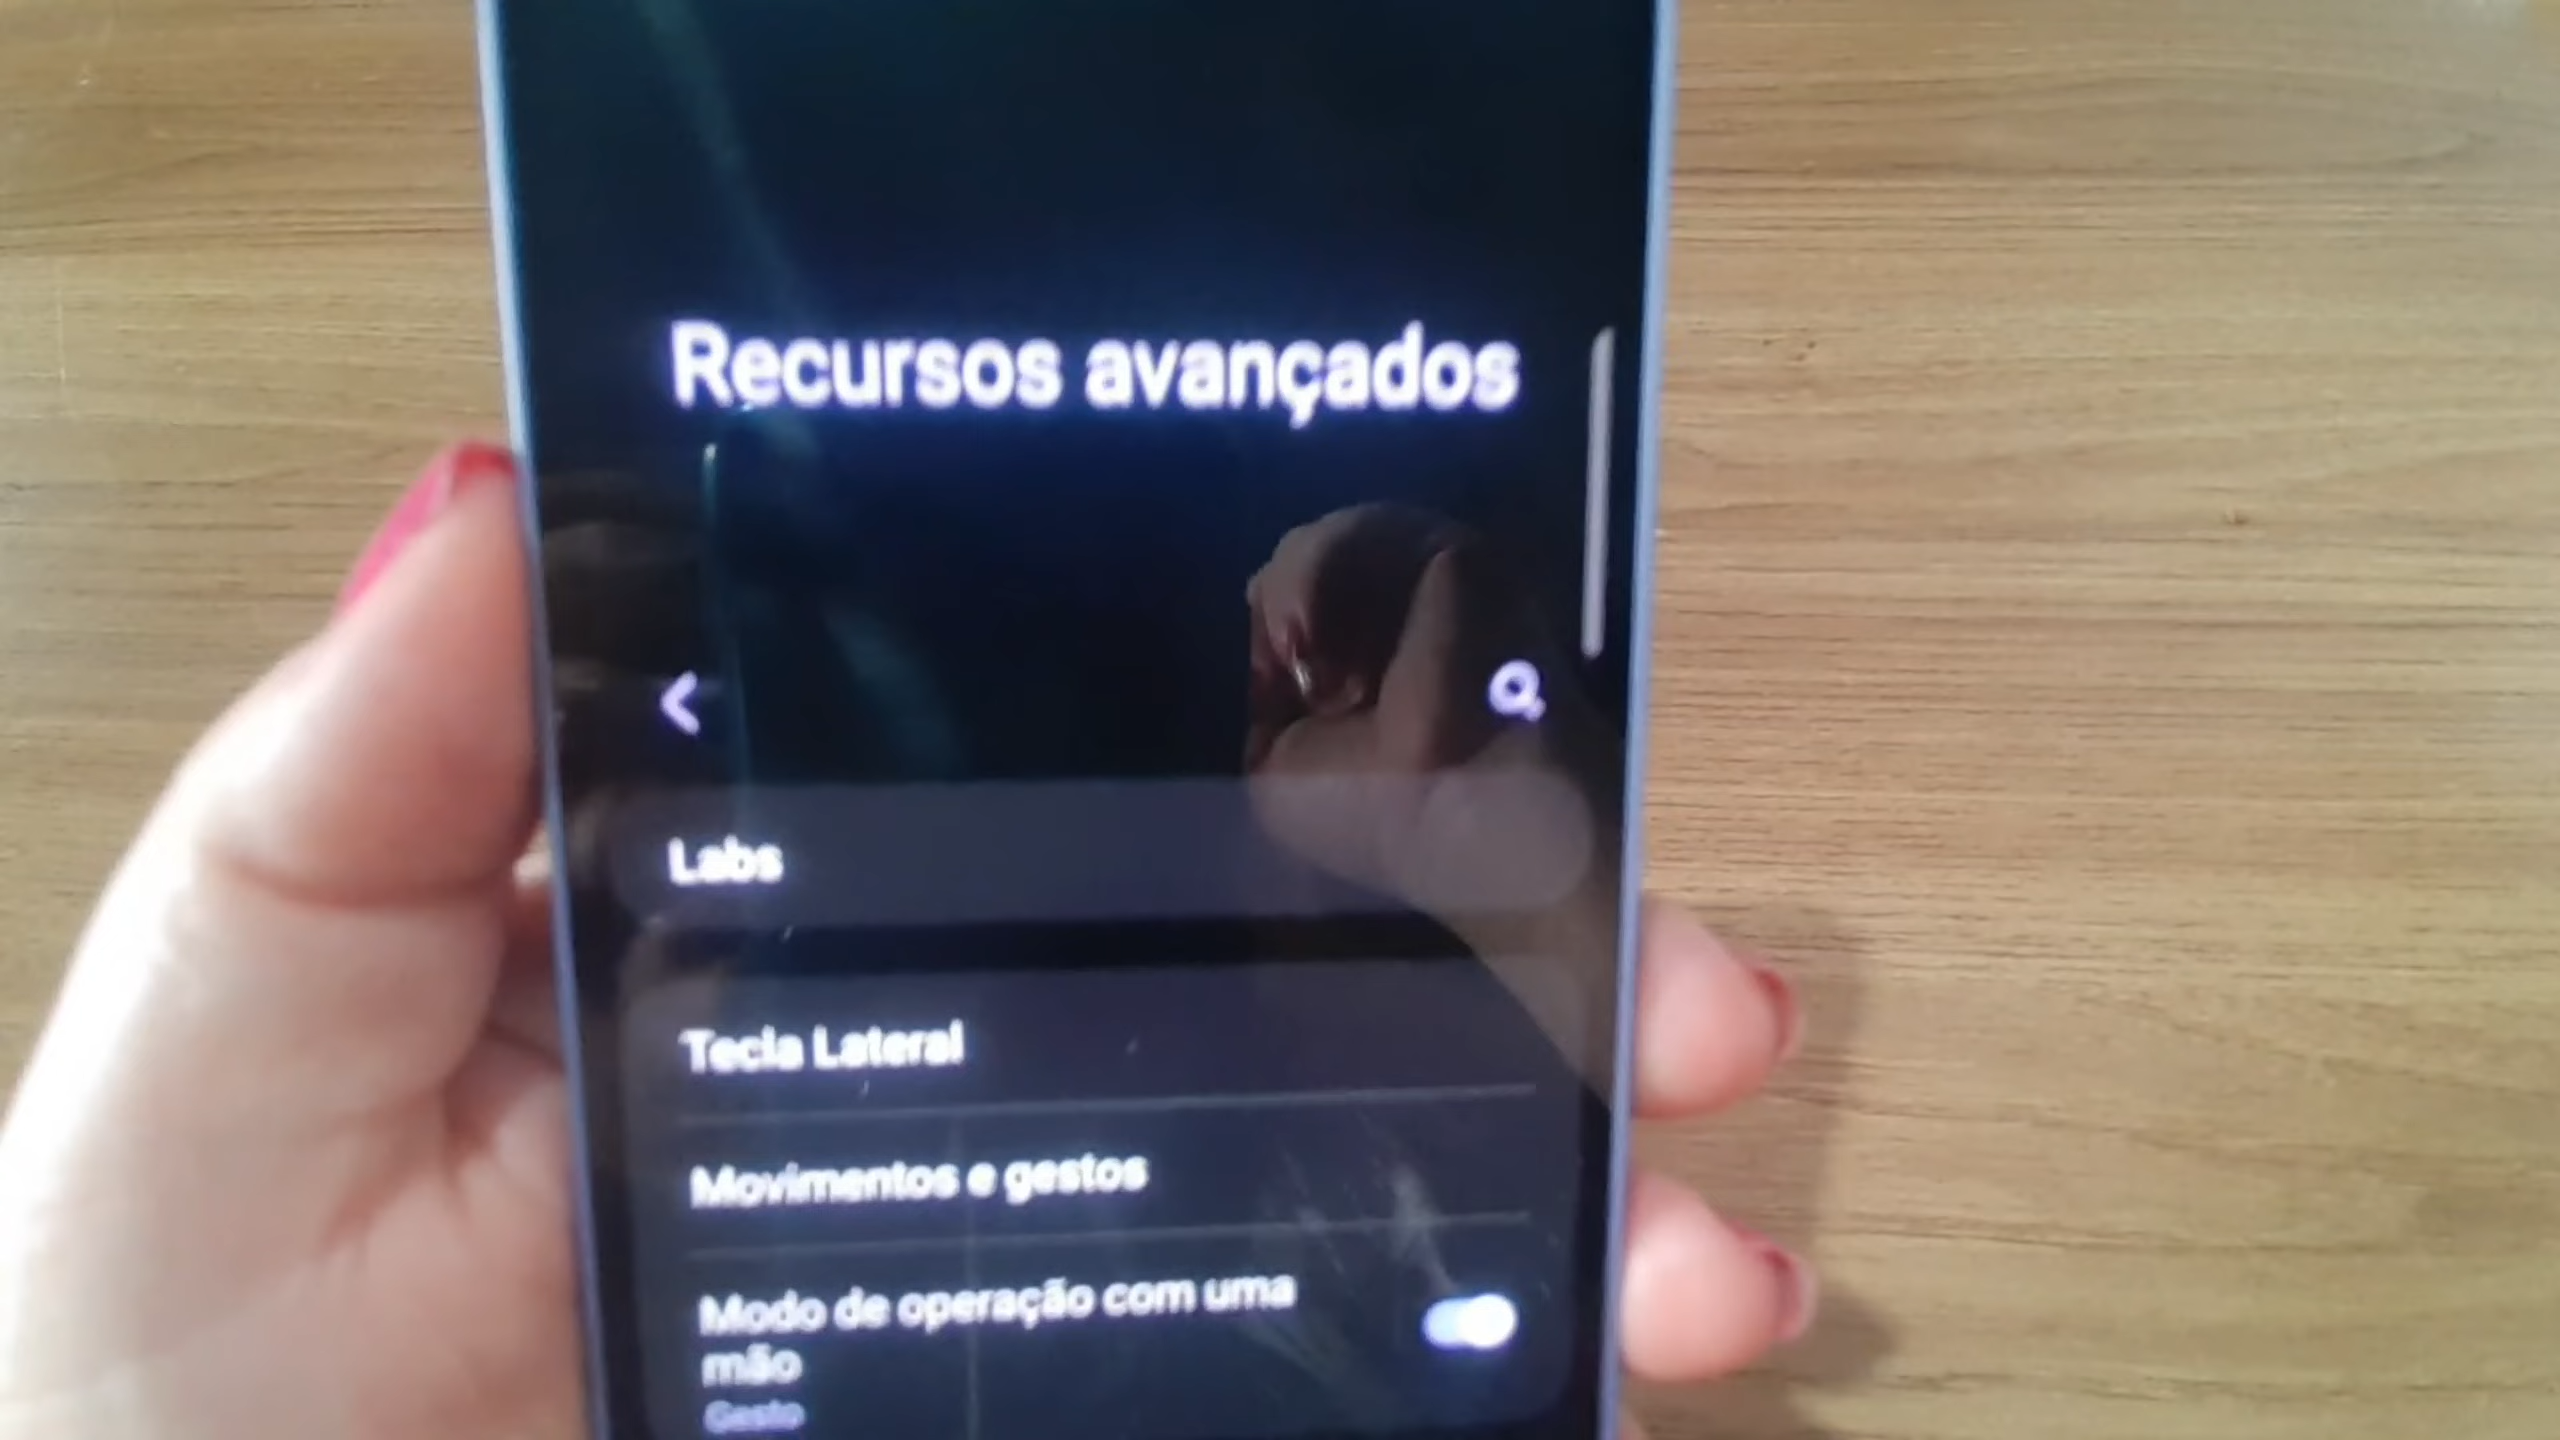 Recursos avançados
Labs
Tecla Lateral
Movimentos e gestos
Modo de operação com uma
mão
Gesto